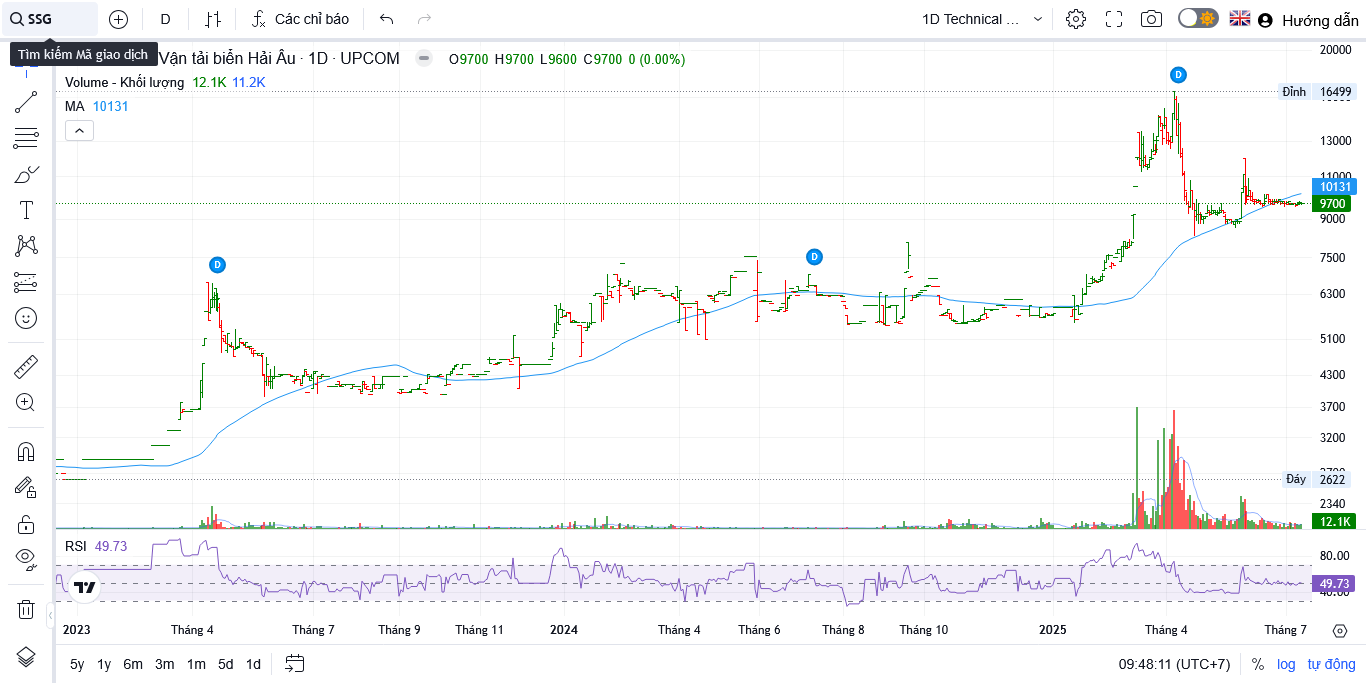 SSG D Các chỉ báo 1D Technical ... Hướng dẫn
Tìm kiếm Mã giao dịch Vận tải biển Hải Âu · 1D · UPCOM O9700 H9700 L9600 C9700 0 (0.00%)
Volume - Khối lượng 12.1K 11.2K
MA 10131
D
D
D
20000
Đỉnh 16499
13000
11000
10131
9700
9000
7500
6300
5100
4300
3700
3200
Đáy 2622
2340
12.1K
RSI 49.73
80.00
49.73
40.00
2023 Tháng 4 Tháng 7 Tháng 9 Tháng 11 2024 Tháng 4 Tháng 6 Tháng 8 Tháng 10 2025 Tháng 4 Tháng 7
5y 1y 6m 3m 1m 5d 1d 09:48:11 (UTC+7) % log tự động